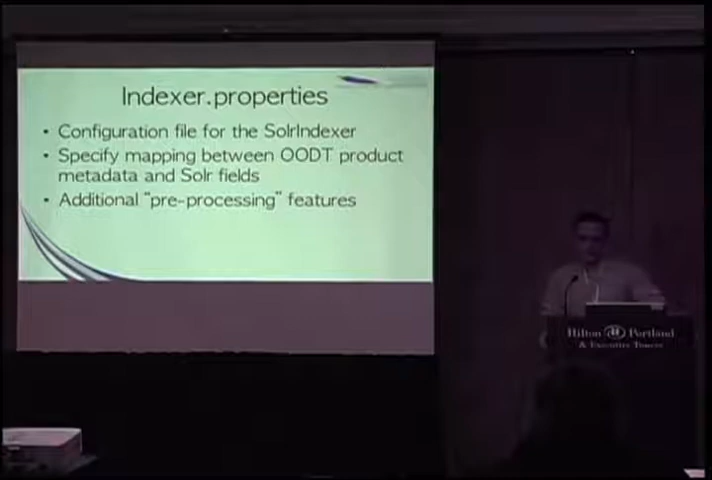 Indexer.properties
• Configuration file for the SolrIndexer
• Specify mapping between OODT product
metadata and Solr fields
• Additional "pre-processing" features
Hilton Portland
& Executive Tower